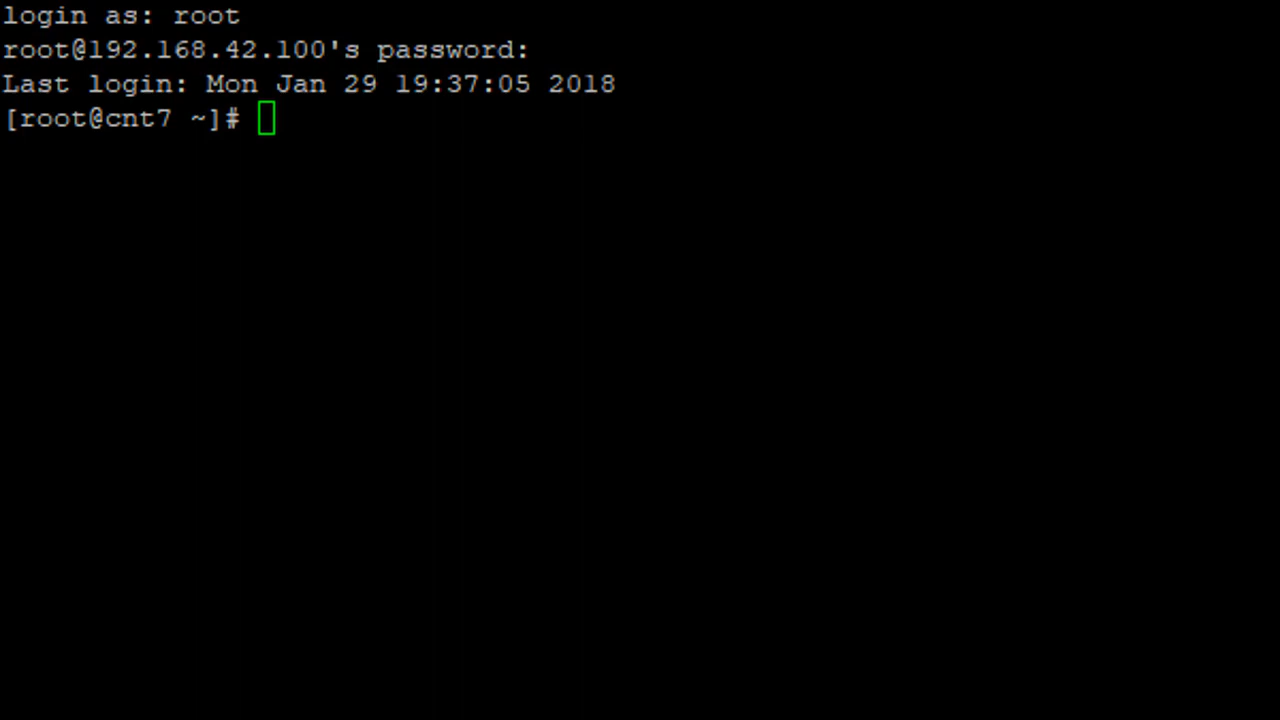 login as: root
root@192.168.42.100's password:
Last login: Mon Jan 29 19:37:05 2018
[root@cnt7 ~]#